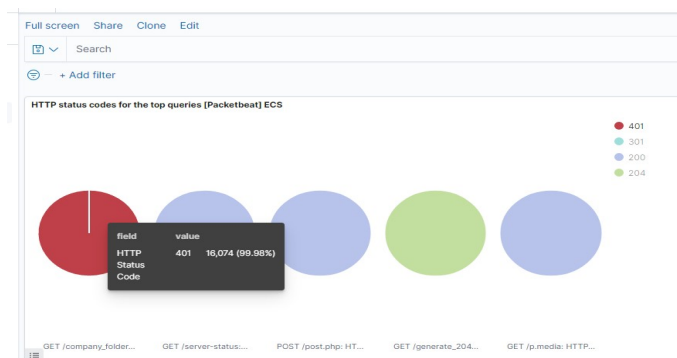 Full screen Share Clone Edit
Search
+ Add filter
HTTP status codes for the top queries [Packetbeat] ECS
401
301
200
204
field value
HTTP Status Code 401 16,074 (99.98%)
GET /company_folder... GET /server-status:... POST /post.php: HT... GET /generate_204... GET /p.media: HTTP...